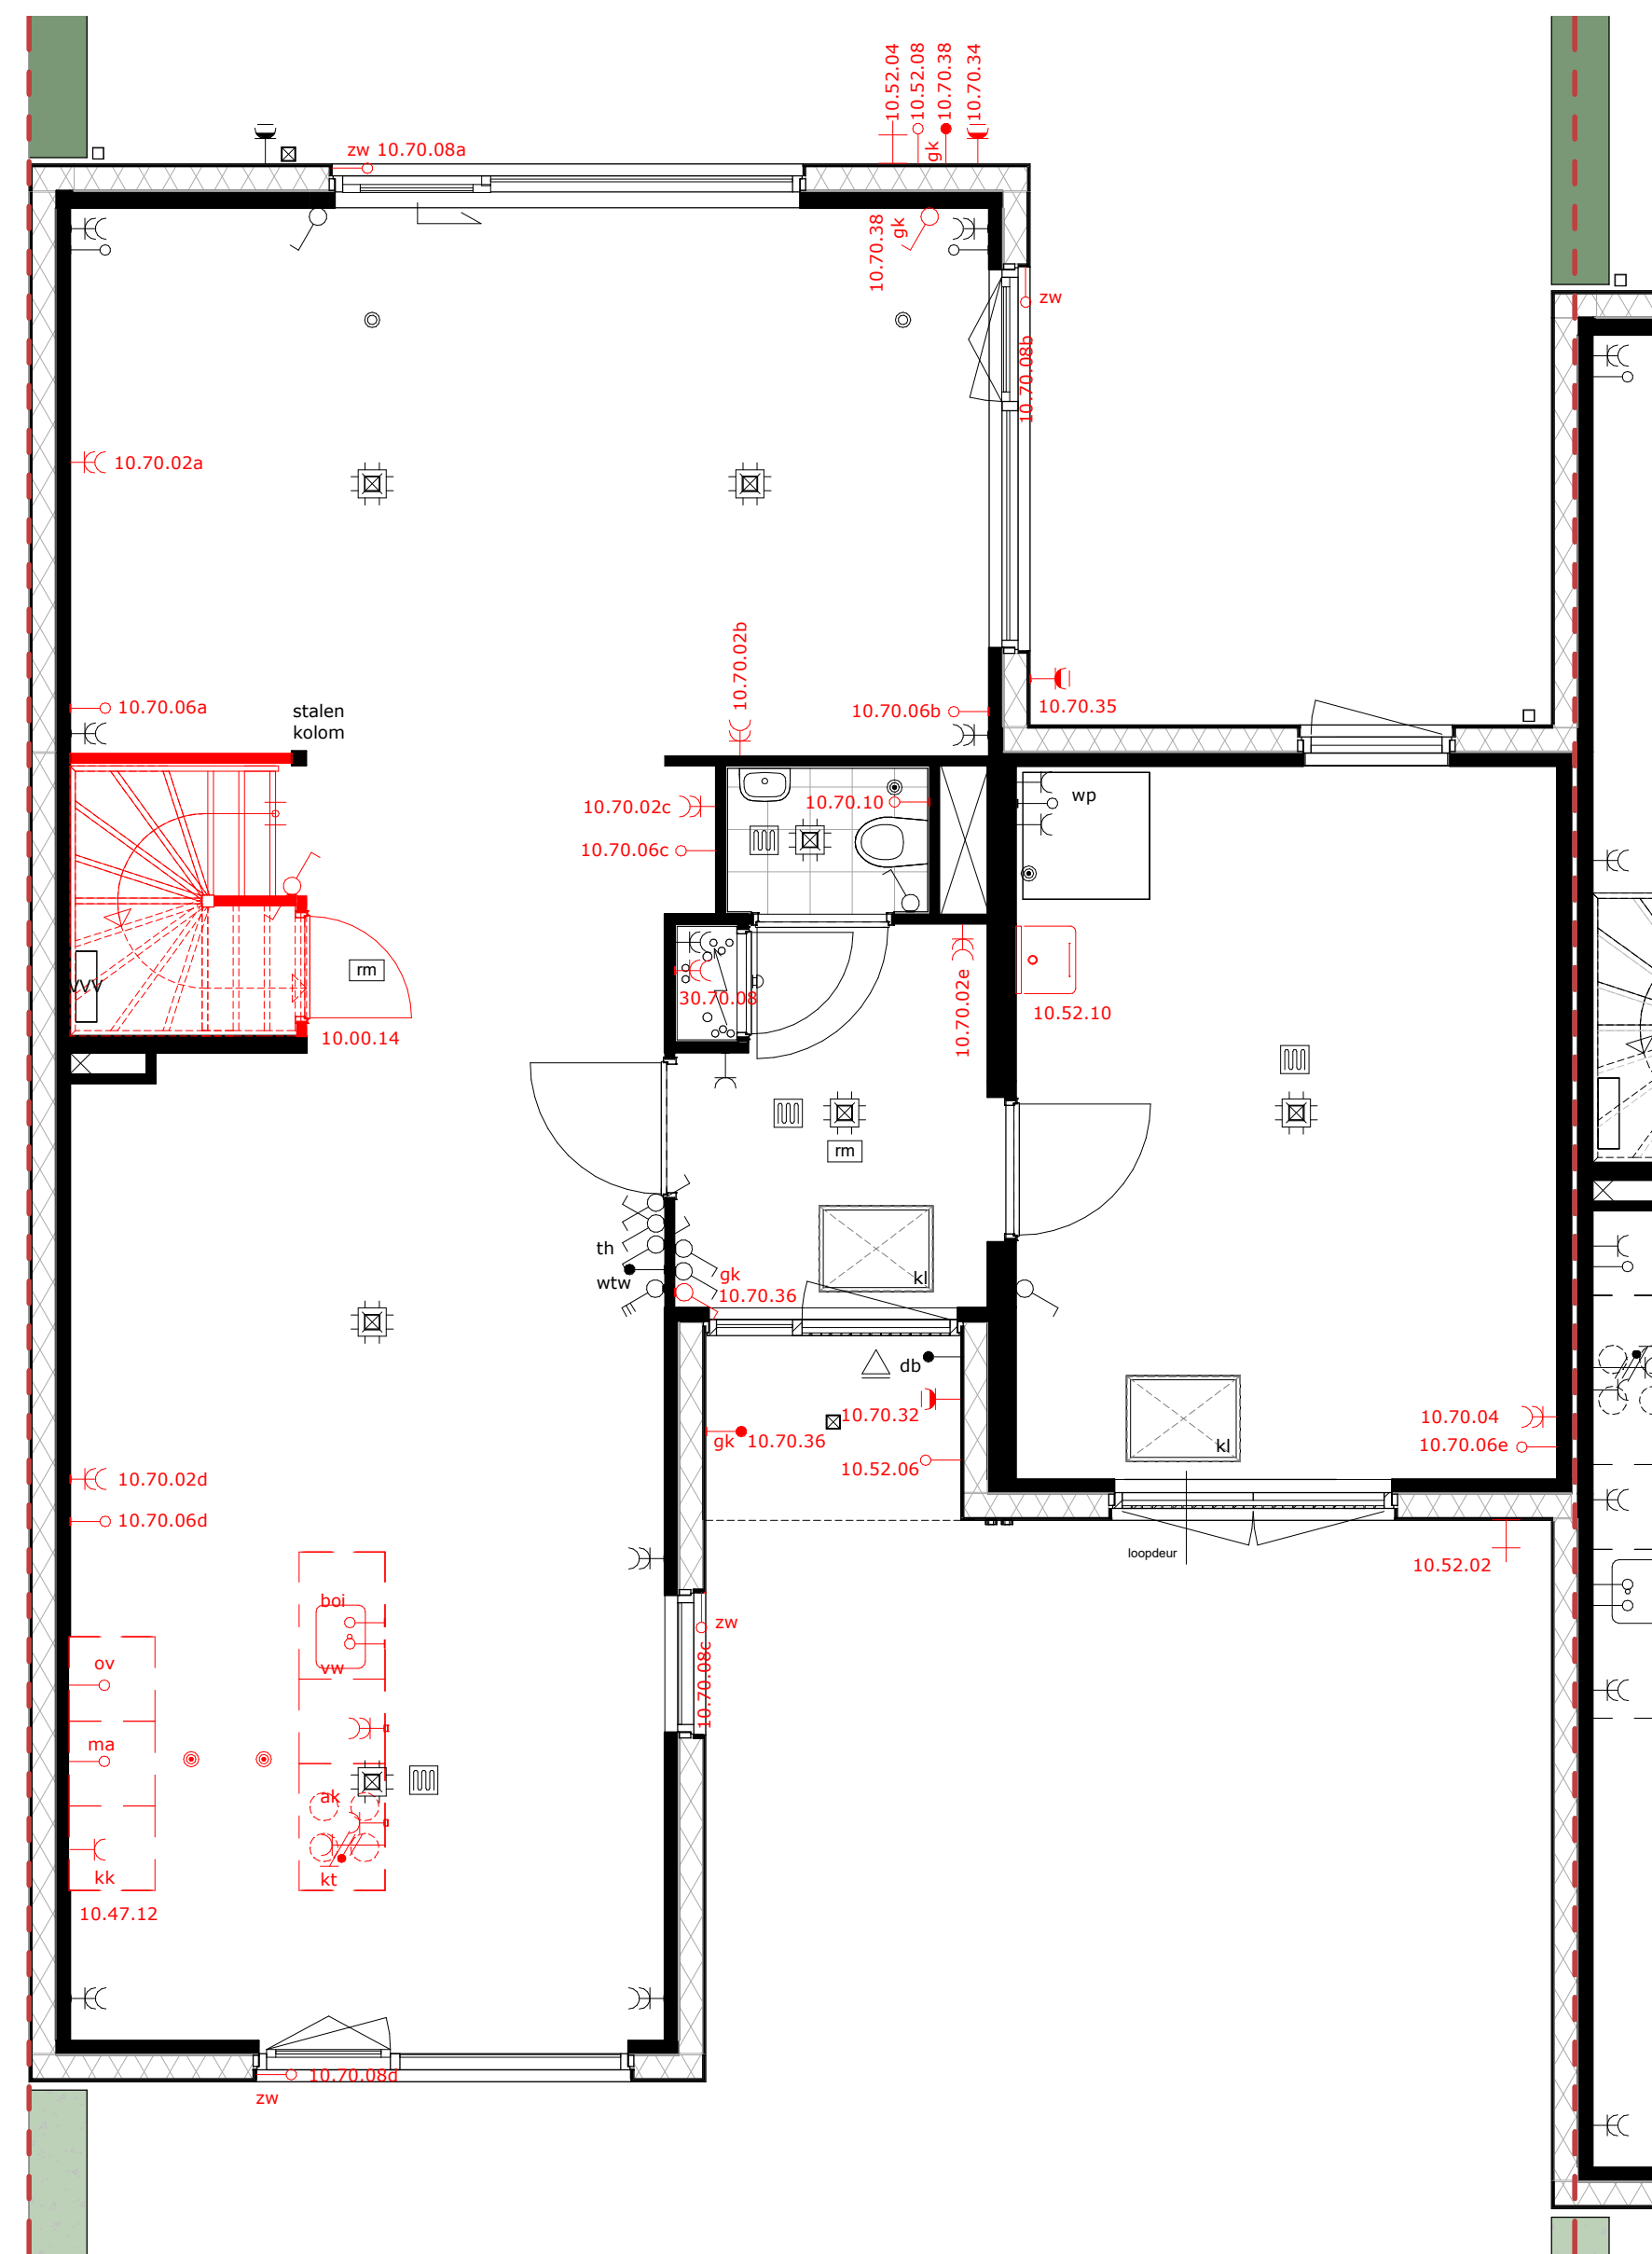 10.52.04
10.52.08
10.70.38
10.70.34
gk
zw 10.70.08a
10.70.38
gk
zw
10.70.08b
10.70.02a
10.70.02b
10.70.06a
stalen
kolom
10.70.06b
10.70.35
10.70.02c
10.70.10
wp
10.70.06c
rm
vvv
30.70.08
10.70.02e
10.52.10
10.00.14
rm
th
wtw
gk
10.70.36
kl
db
10.70.32
gk 10.70.36
10.52.06
kl
10.70.04
10.70.06e
10.70.02d
10.70.06d
loopdeur
10.52.02
boi
zw
10.70.08c
ov
vw
ma
ak
kk
kt
10.47.12
10.70.08d
zw